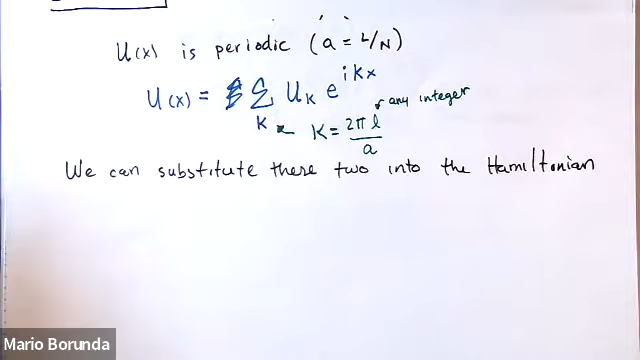 U(x) is periodic (a = L/N)
U(x) = Σ U_K e^{iKx}
K K = 2πl/a any integer
We can substitute there two into the Hamiltonian
Mario Borunda